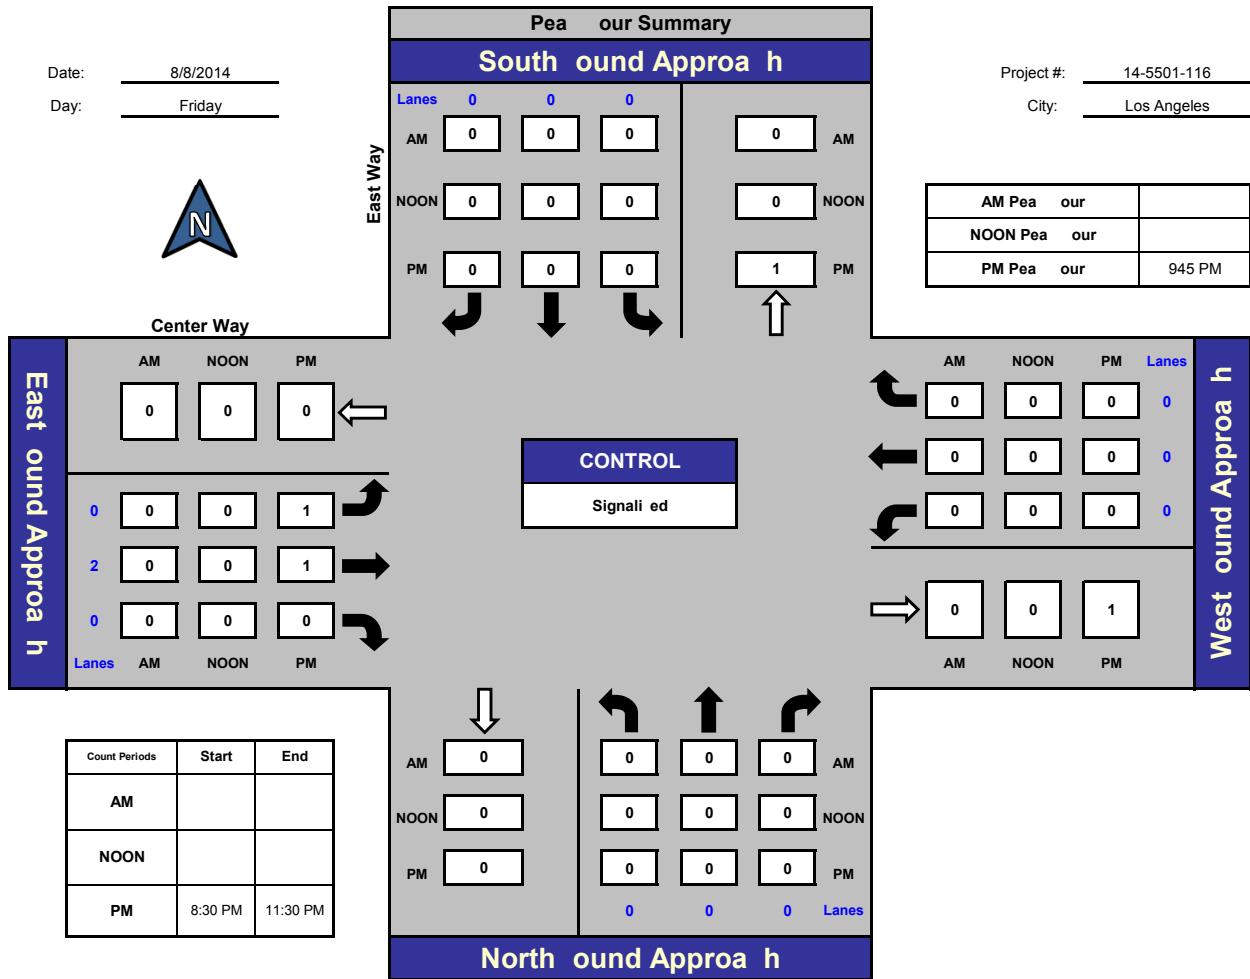 Pea our Summary
South ound Approa h
Date: 8/8/2014
Day: Friday
Project #: 14-5501-116
City: Los Angeles
N
East Way
Lanes 0 0 0
AM 0 0 0 0 AM
NOON 0 0 0 0 NOON
PM 0 0 0 1 PM
AM Pea our
NOON Pea our
PM Pea our 945 PM
Center Way
East ound Approa h
AM NOON PM
0 0 0
0 0 0 1
2 0 0 1
0 0 0 0
Lanes AM NOON PM
CONTROL
Signali ed
AM NOON PM Lanes
0 0 0 0
0 0 0 0
0 0 0 0
0 0 1
AM NOON PM
West ound Approa h
Count Periods Start End
AM
NOON
PM 8:30 PM 11:30 PM
AM 0 0 0 0 AM
NOON 0 0 0 0 NOON
PM 0 0 0 0 PM
0 0 0 Lanes
North ound Approa h